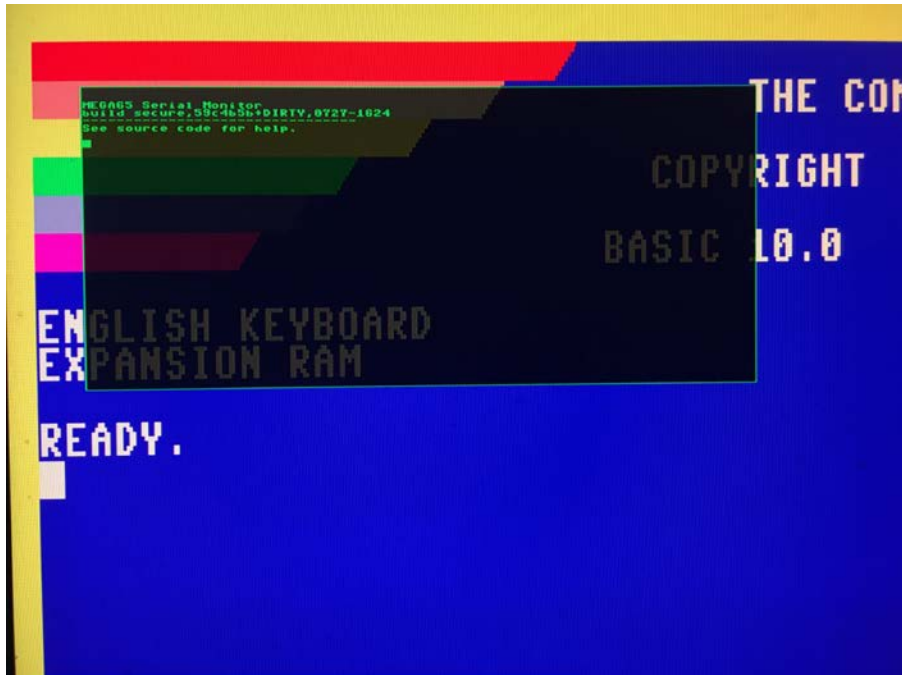 MEGA65 Serial Monitor
build secure,59c4b5b+DIRTY,0727-1624
--------------------------------------
See source code for help.
THE COM
COPYRIGHT
BASIC 10.0
ENGLISH KEYBOARD
EXPANSION RAM
READY.